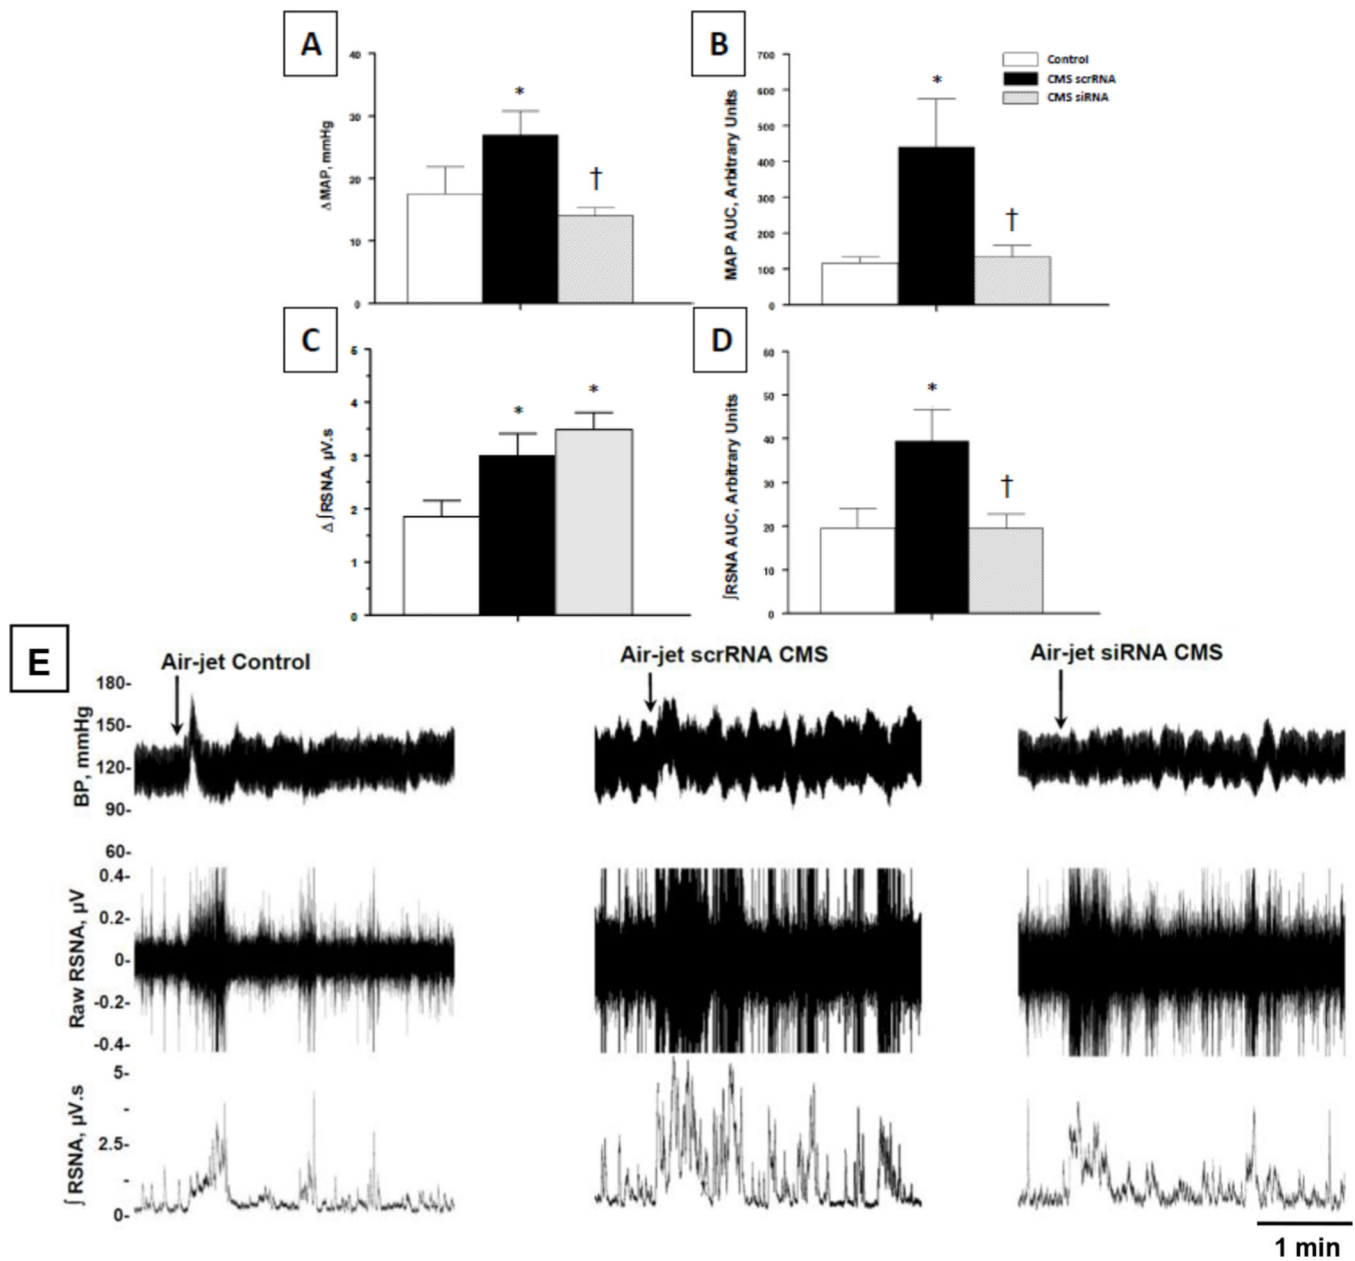 A
40
30
20
10
0
Δ MAP, mmHg
*
†
B
700
600
500
400
300
200
100
0
MAP AUC, Arbitrary Units
*
†
Control
CMS scrRNA
CMS siRNA
C
5
4
3
2
1
0
Δ ∫RSNA, µV.s
*
*
D
60
50
40
30
20
10
0
∫RSNA AUC, Arbitrary Units
*
†
E
Air-jet Control
Air-jet scrRNA CMS
Air-jet siRNA CMS
BP, mmHg
180-
150-
120-
90-
60-
Raw RSNA, µV
0.4-
0.2-
0-
-0.2-
-0.4-
∫ RSNA, µV.s
5-
-
2.5-
-
0-
1 min